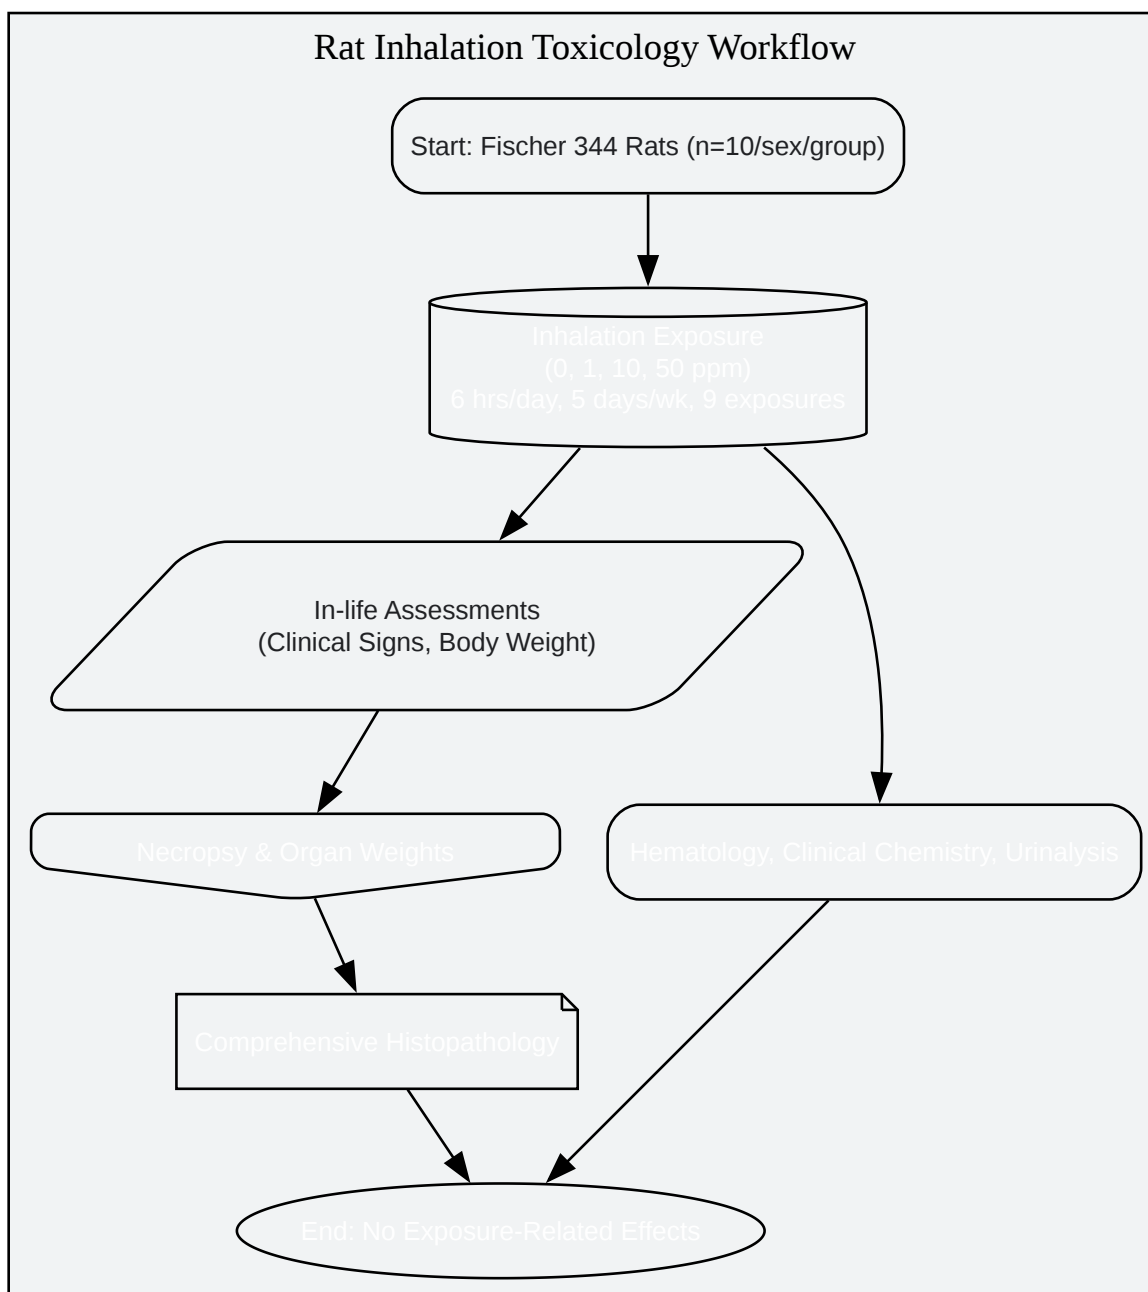 Rat Inhalation Toxicology Workflow
Start: Fischer 344 Rats (n=10/sex/group)
Inhalation Exposure
(0, 1, 10, 50 ppm)
6 hrs/day, 5 days/wk, 9 exposures
In-life Assessments
(Clinical Signs, Body Weight)
Necropsy & Organ Weights
Hematology, Clinical Chemistry, Urinalysis
Comprehensive Histopathology
End: No Exposure-Related Effects